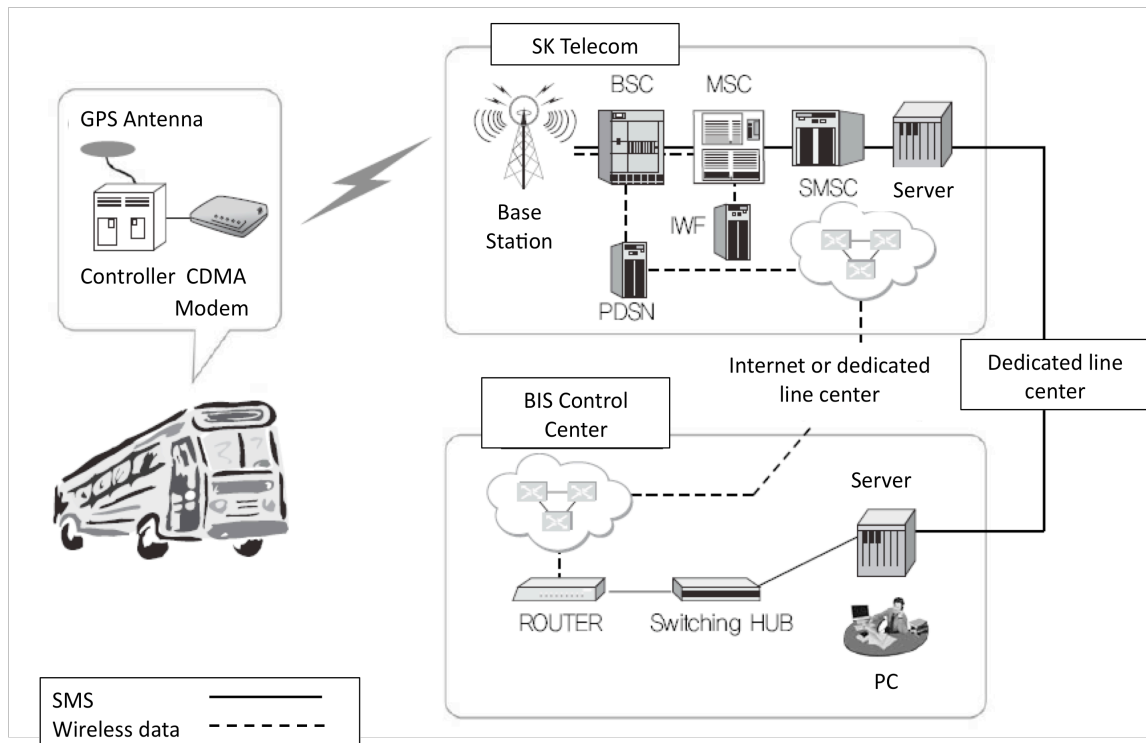 SK Telecom
BSC
MSC
GPS Antenna
SMSC
Server
Base
Station
IWF
Controller
CDMA
Modem
PDSN
Internet or dedicated
line center
Dedicated line
center
BIS Control
Center
Server
ROUTER
Switching HUB
PC
SMS
Wireless data